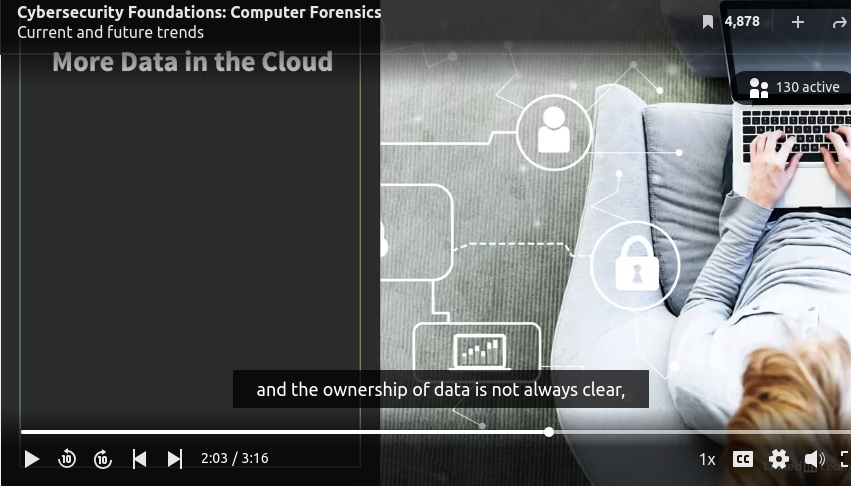 Cybersecurity Foundations: Computer Forensics
Current and future trends
4,878
More Data in the Cloud
130 active
and the ownership of data is not always clear,
10
10
2:03 / 3:16
1x
CC